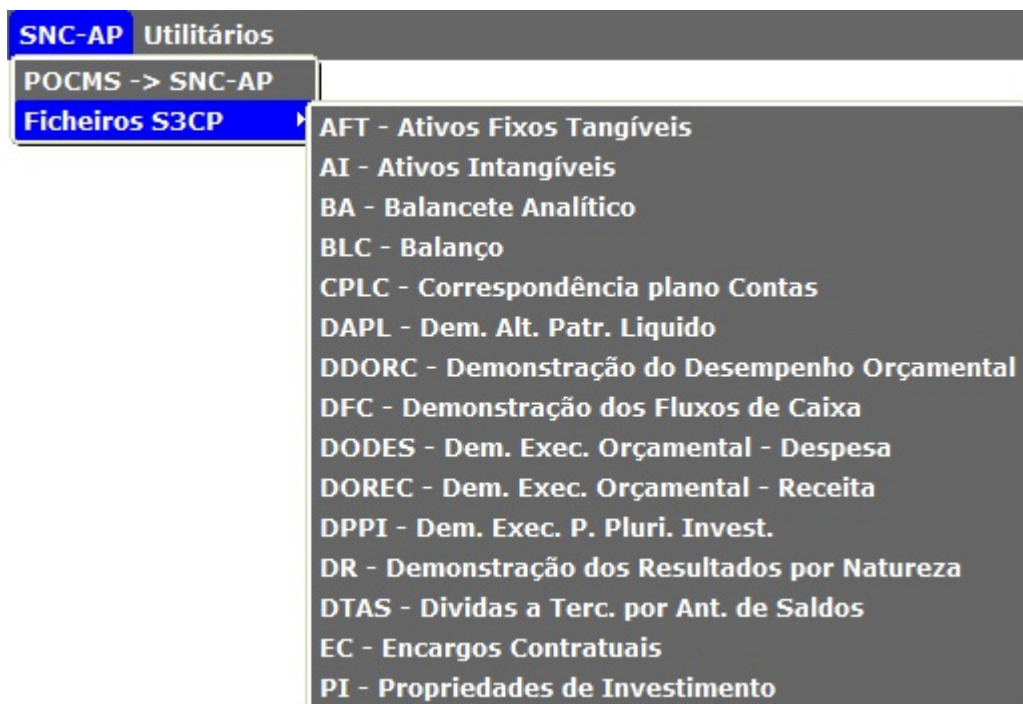 SNC-AP Utilitários
POCMS -> SNC-AP
Ficheiros S3CP
AFT - Ativos Fixos Tangíveis
AI - Ativos Intangíveis
BA - Balancete Analítico
BLC - Balanço
CPLC - Correspondência plano Contas
DAPL - Dem. Alt. Patr. Liquido
DDORC - Demonstração do Desempenho Orçamental
DFC - Demonstração dos Fluxos de Caixa
DODES - Dem. Exec. Orçamental - Despesa
DOREC - Dem. Exec. Orçamental - Receita
DPPI - Dem. Exec. P. Pluri. Invest.
DR - Demonstração dos Resultados por Natureza
DTAS - Dividas a Terc. por Ant. de Saldos
EC - Encargos Contratuais
PI - Propriedades de Investimento